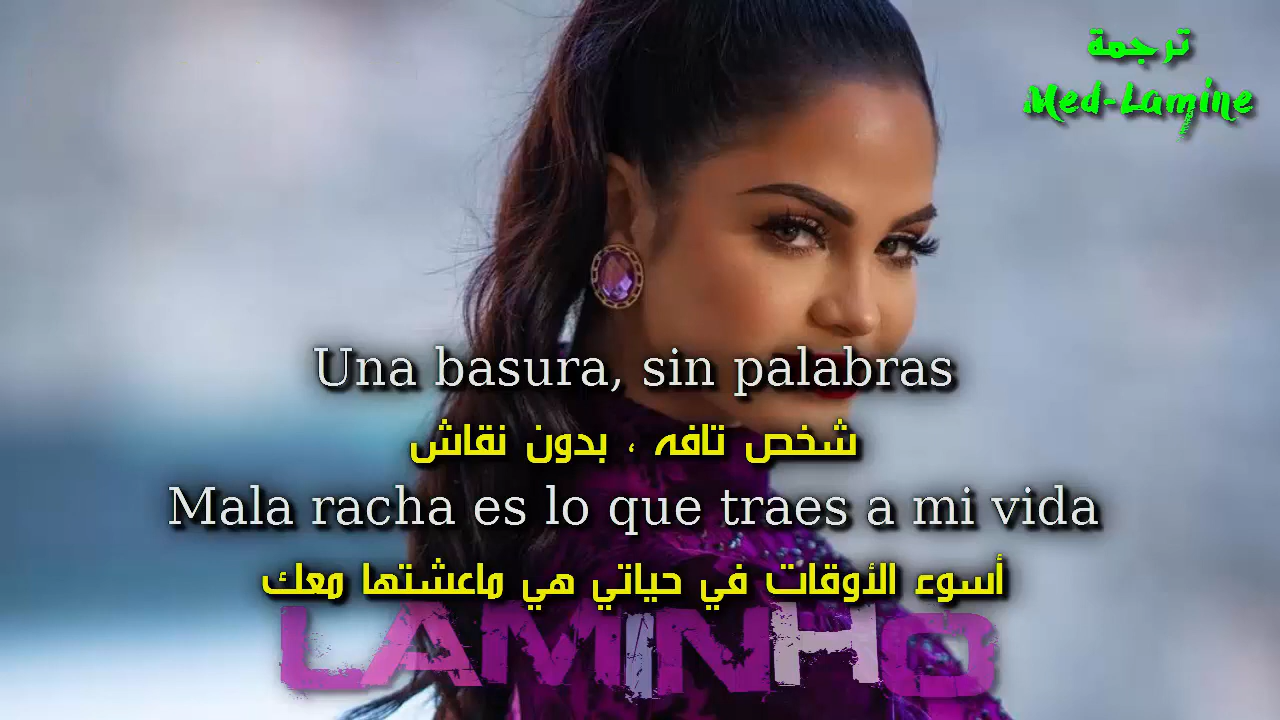 ترجمة
Med-Lamine
Una basura, sin palabras
شخص تافه ، بدون نقاش
Mala racha es lo que traes a mi vida
أسوء الأوقات في حياتي هي ماعشتها معك
LAMINHO